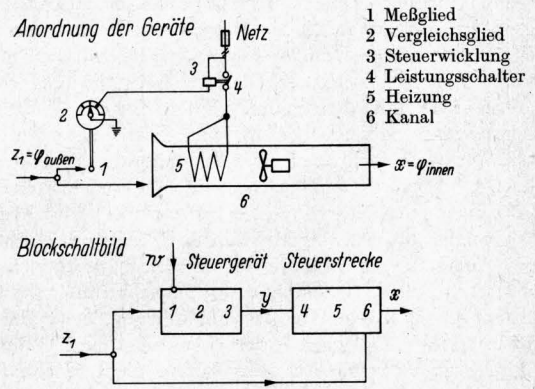 Anordnung der Geräte
Netz
3
4
2
z₁=φaußen
1
5
6
x=φinnen
1 Meßglied
2 Vergleichsglied
3 Steuerwicklung
4 Leistungsschalter
5 Heizung
6 Kanal
Blockschaltbild
w Steuergerät Steuerstrecke
1 2 3 y 4 5 6 x
z₁